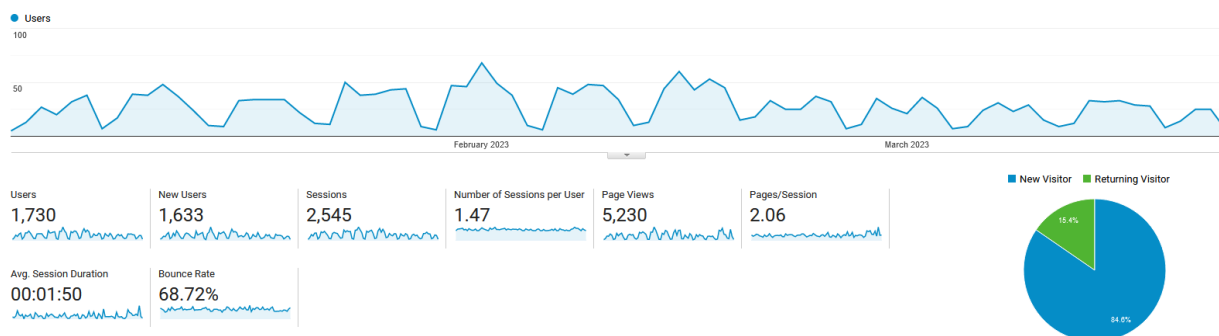 Users
100
50
February 2023
March 2023
Users
1,730
New Users
1,633
Sessions
2,545
Number of Sessions per User
1.47
Page Views
5,230
Pages/Session
2.06
Avg. Session Duration
00:01:50
Bounce Rate
68.72%
New Visitor
Returning Visitor
15.4%
84.6%